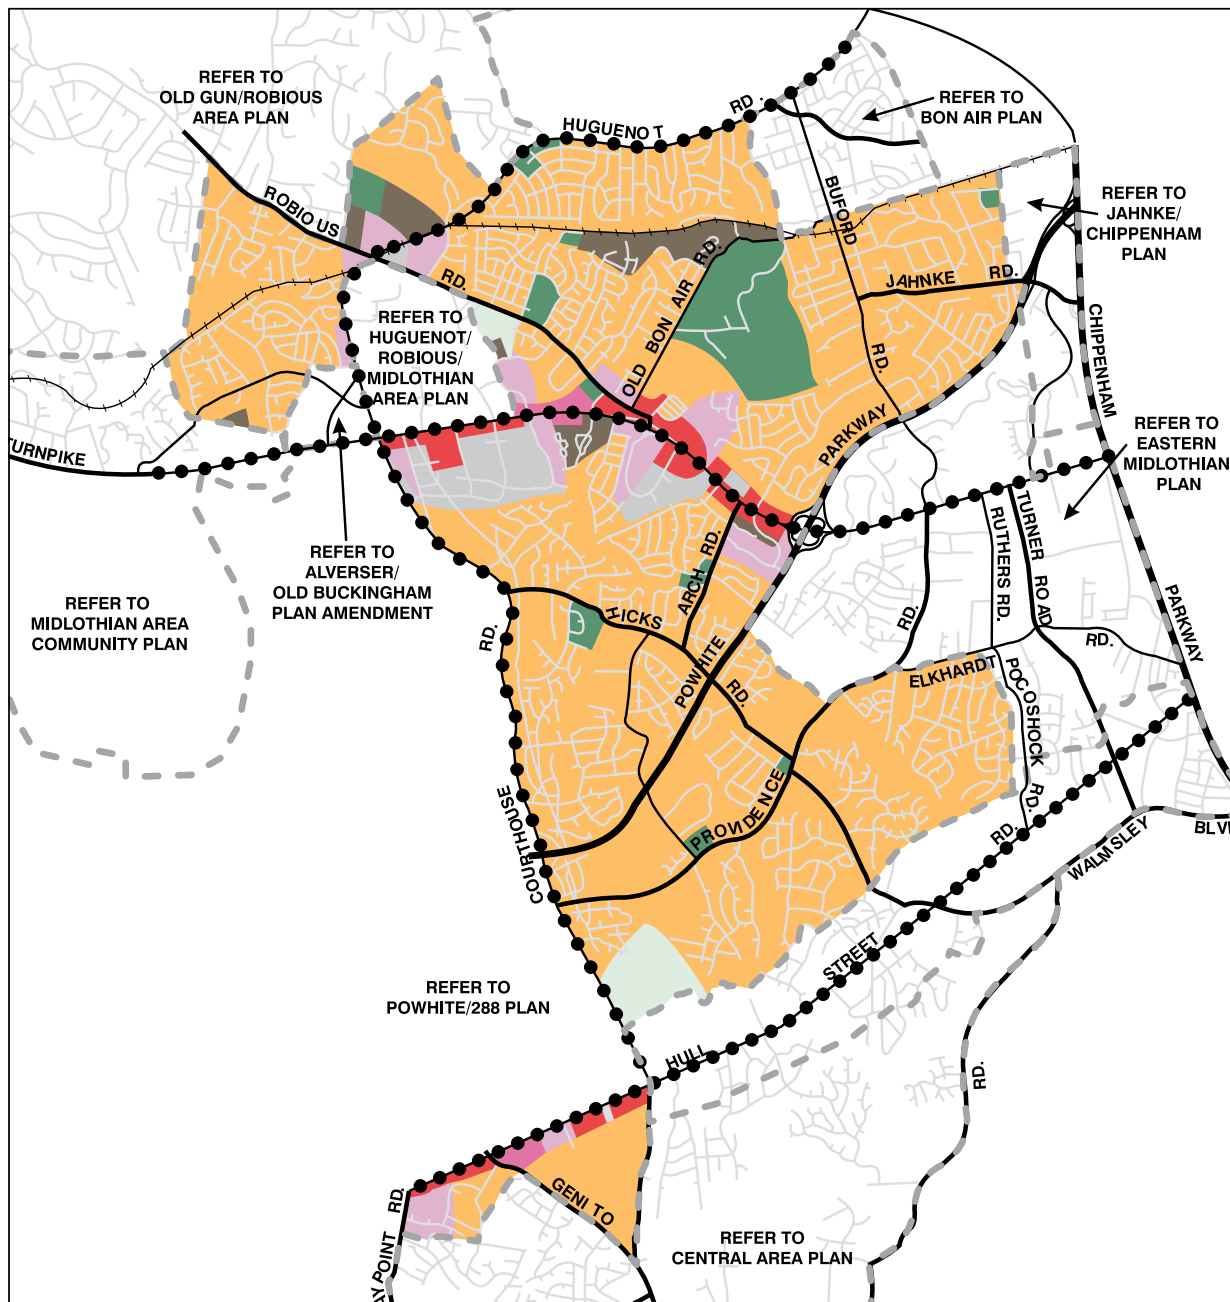 REFER TO
OLD GUN/ROBIOUS
AREA PLAN
HUGUENOT
RD.
REFER TO
BON AIR PLAN
ROBIOUS
RD.
BUFORD
RD.
REFER TO
JAHNKE/
CHIPPENHAM
PLAN
JAHNKE RD.
OLD BON AIR RD.
REFER TO
HUGUENOT/
ROBIOUS/
MIDLOTHIAN
AREA PLAN
CHIPPENHAM
PARKWAY
TURNPIKE
PARKWAY
REFER TO
EASTERN
MIDLOTHIAN
PLAN
REFER TO
ALVERSER/
OLD BUCKINGHAM
PLAN AMENDMENT
REFER TO
MIDLOTHIAN AREA
COMMUNITY PLAN
ARCH RD.
RUTHERS RD.
TURNER ROAD
RD.
RD.
HICKS
RD.
POWHITE
ELKHARDT
POCOSHOCK RD.
COURTHOUSE
RD.
PROVIDENCE
RD.
WALMSLEY
BLV
REFER TO
POWHITE/288 PLAN
HULL
STREET
RD.
GENITO
RD.
AY POINT RD.
REFER TO
CENTRAL AREA PLAN